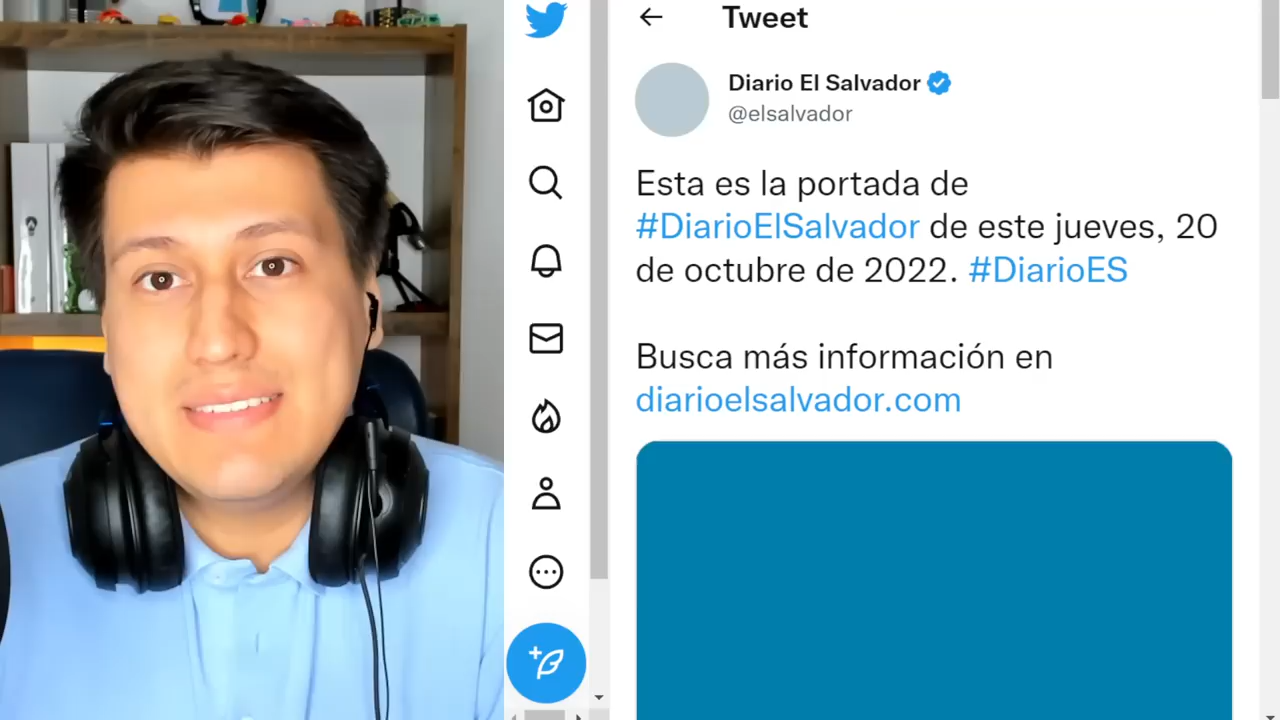 Tweet
Diario El Salvador
@elsalvador
Esta es la portada de
#DiarioElSalvador de este jueves, 20
de octubre de 2022. #DiarioES
Busca más información en
diarioelsalvador.com